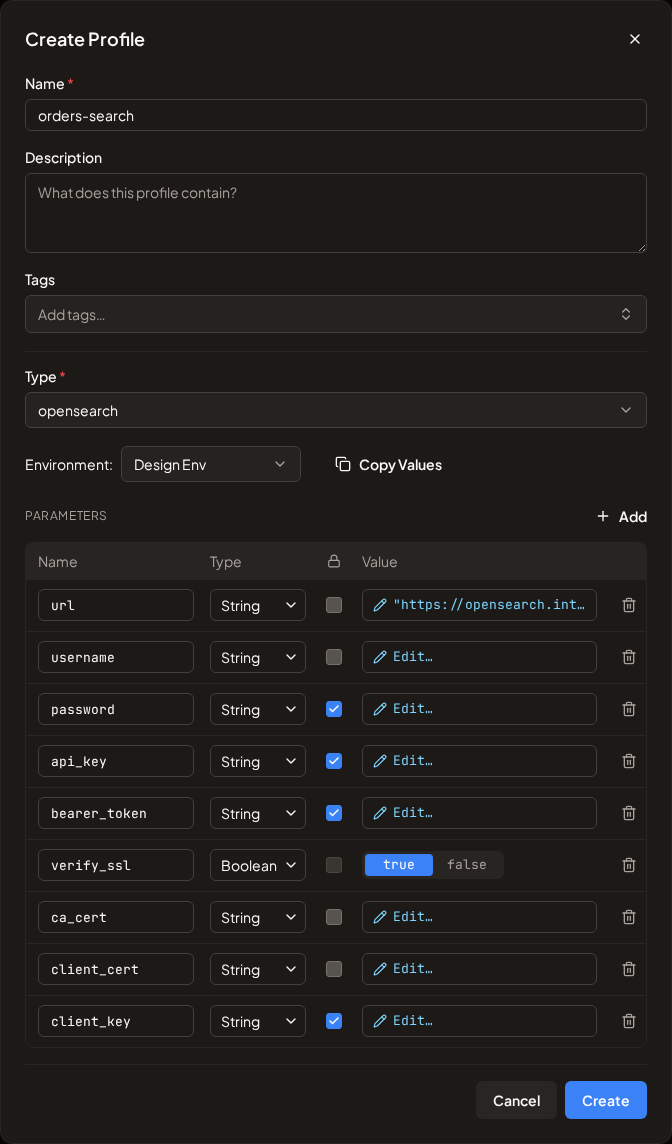 Create Profile
Name *
orders-search
Description
What does this profile contain?
Tags
Add tags…
Type *
opensearch
Environment: Design Env Copy Values
PARAMETERS Add
Name Type Value
url String "https://opensearch.int…
username String Edit…
password String Edit…
api_key String Edit…
bearer_token String Edit…
verify_ssl Boolean true false
ca_cert String Edit…
client_cert String Edit…
client_key String Edit…
Cancel Create